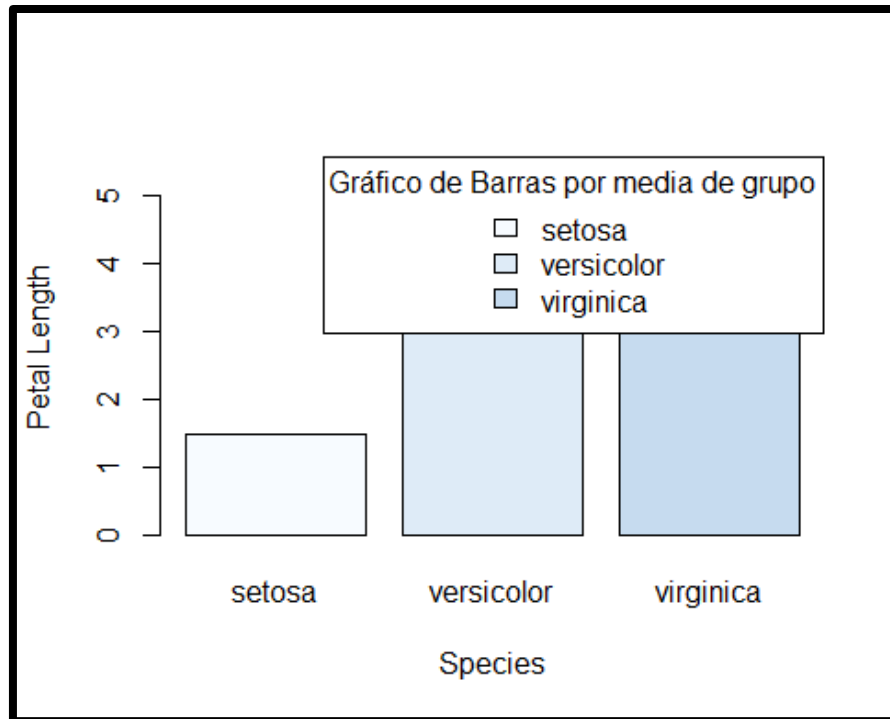 Gráfico de Barras por media de grupo
setosa
versicolor
virginica
Petal Length
5
4
3
2
1
0
setosa versicolor virginica
Species